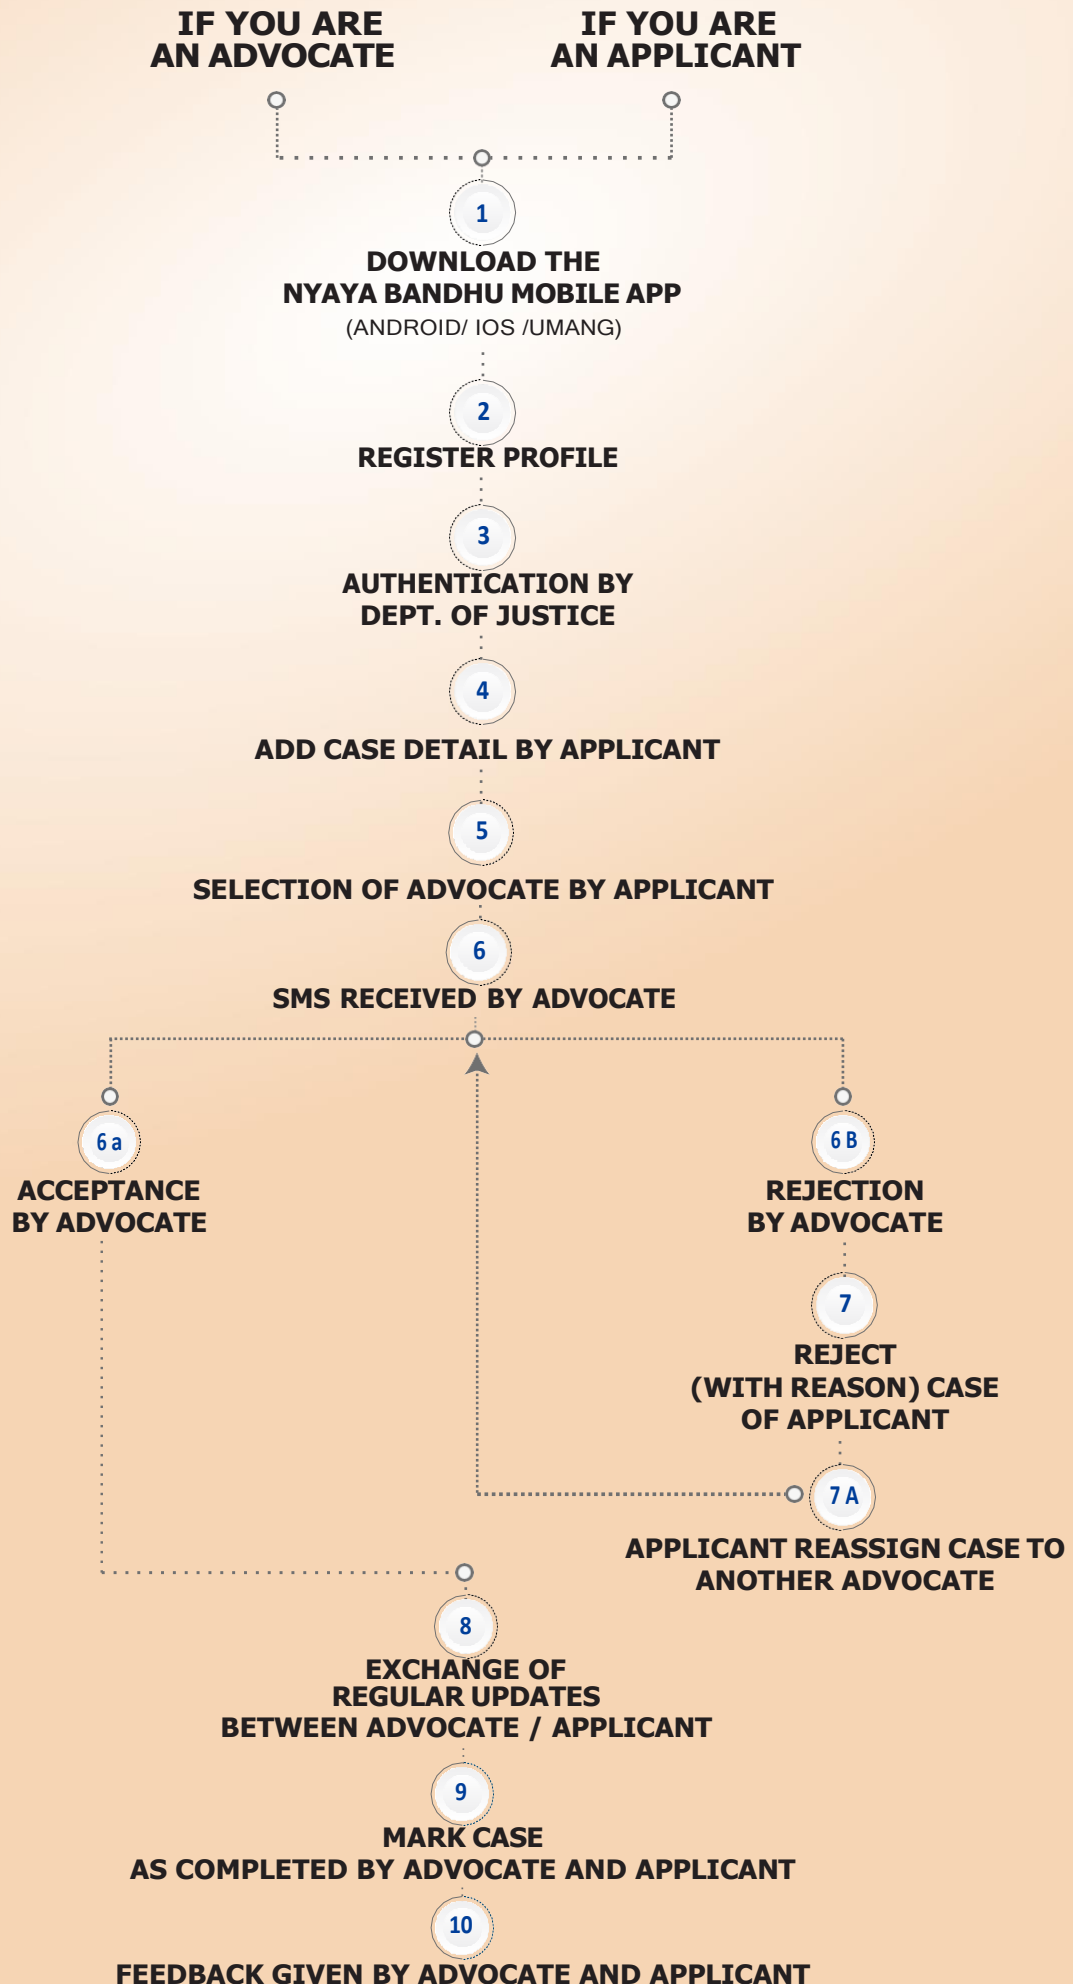 IF YOU ARE
AN ADVOCATE
IF YOU ARE
AN APPLICANT
1
DOWNLOAD THE
NYAYA BANDHU MOBILE APP
(ANDROID/ IOS /UMANG)
2
REGISTER PROFILE
3
AUTHENTICATION BY
DEPT. OF JUSTICE
4
ADD CASE DETAIL BY APPLICANT
5
SELECTION OF ADVOCATE BY APPLICANT
6
SMS RECEIVED BY ADVOCATE
6 a
ACCEPTANCE
BY ADVOCATE
6 B
REJECTION
BY ADVOCATE
7
REJECT
(WITH REASON) CASE
OF APPLICANT
7 A
APPLICANT REASSIGN CASE TO
ANOTHER ADVOCATE
8
EXCHANGE OF
REGULAR UPDATES
BETWEEN ADVOCATE / APPLICANT
9
MARK CASE
AS COMPLETED BY ADVOCATE AND APPLICANT
10
FEEDBACK GIVEN BY ADVOCATE AND APPLICANT